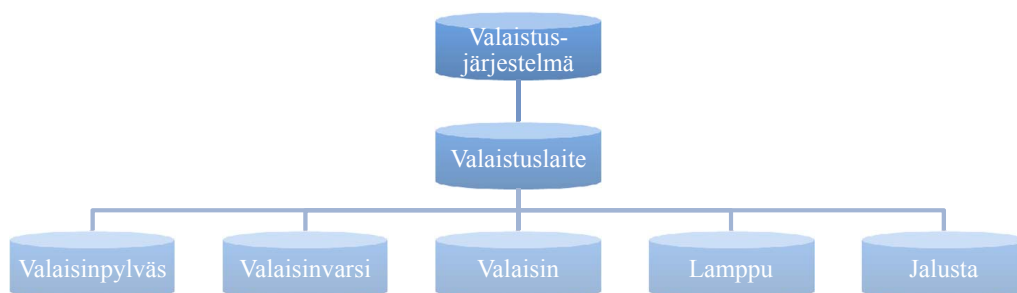 Valaistus-
järjestelmä
Valaistuslaite
Valaisinpylväs
Valaisinvarsi
Valaisin
Lamppu
Jalusta